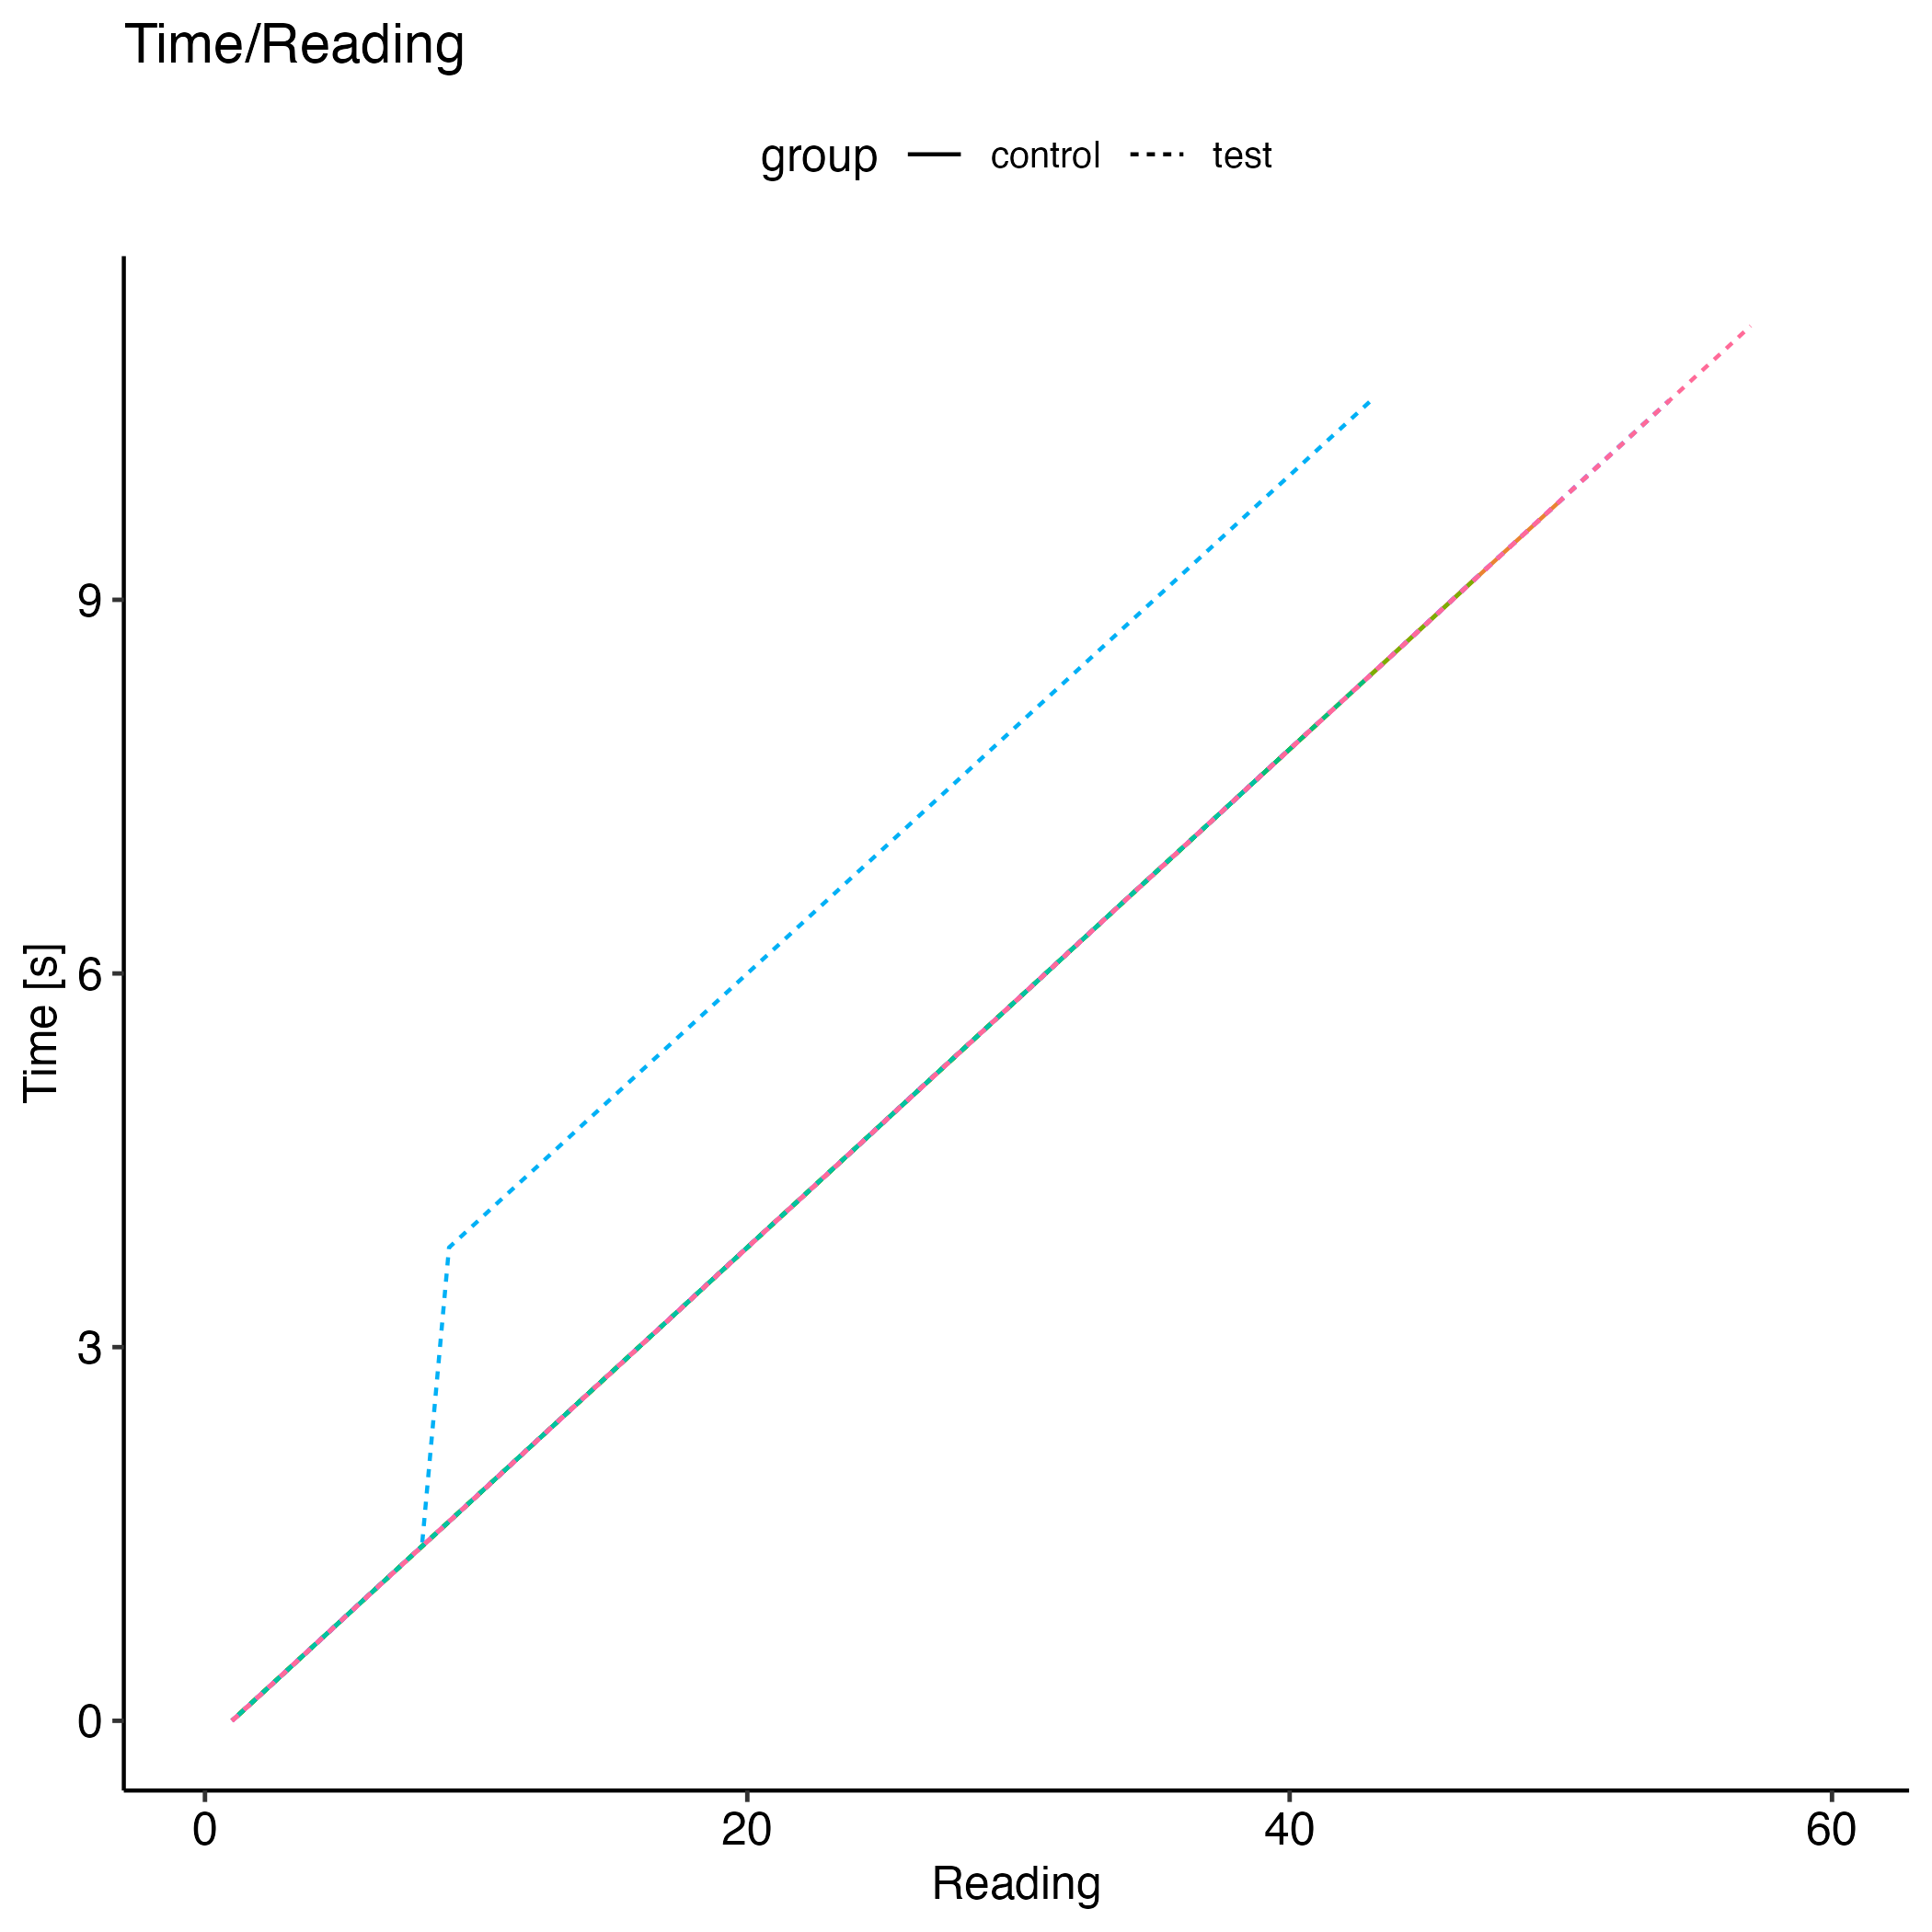 Time/Reading
group control test
9
6
3
0
Time [s]
0 20 40 60
Reading